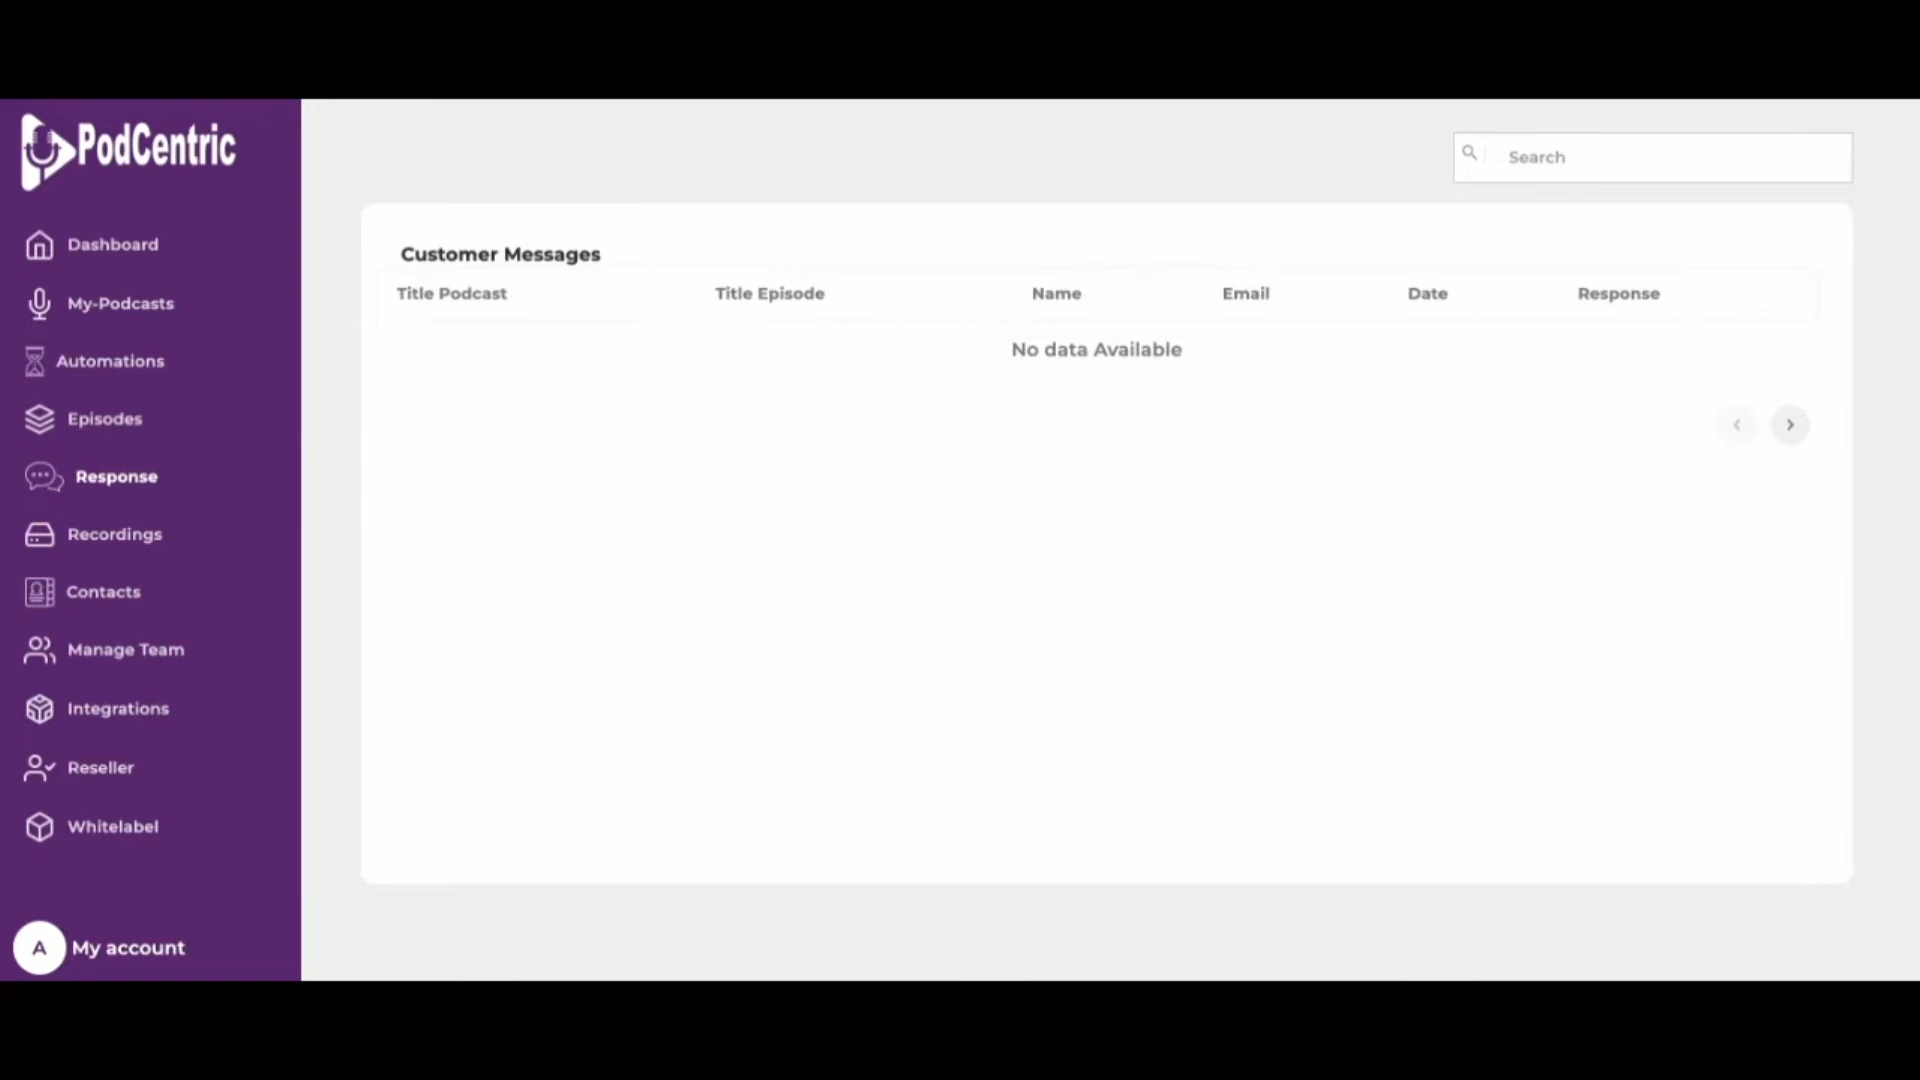 PodCentric
Search
Dashboard
My-Podcasts
Automations
Episodes
Response
Recordings
Contacts
Manage Team
Integrations
Reseller
Whitelabel
A My account
Customer Messages
Title Podcast Title Episode Name Email Date Response
No data Available